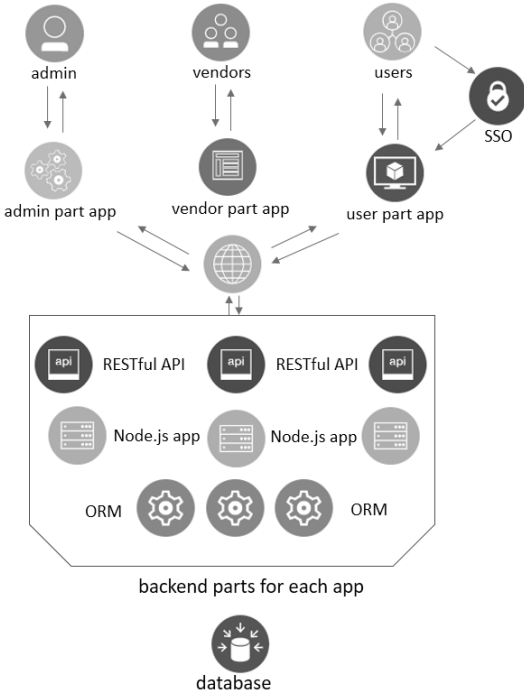 admin
vendors
users
SSO
admin part app
vendor part app
user part app
api
RESTful API
api
RESTful API
api
Node.js app
Node.js app
ORM
ORM
backend parts for each app
database